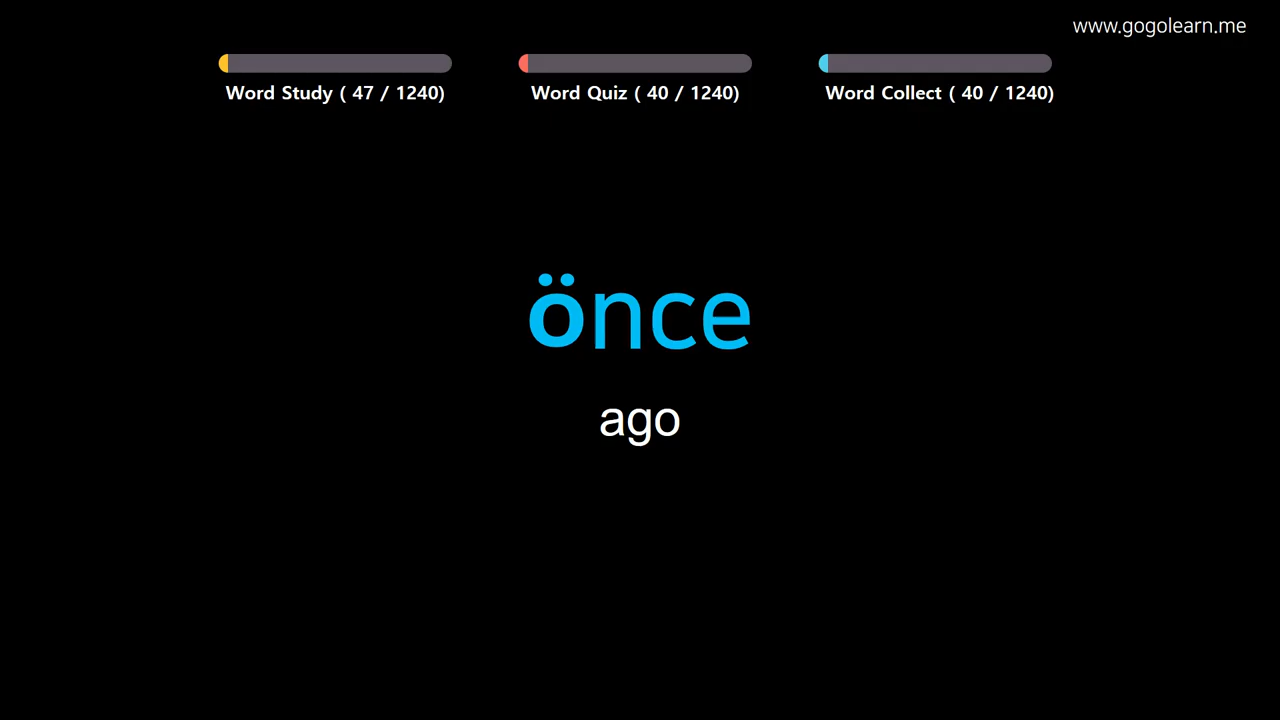 www.gogolearn.me
Word Study ( 47 / 1240)
Word Quiz ( 40 / 1240)
Word Collect ( 40 / 1240)
önce
ago